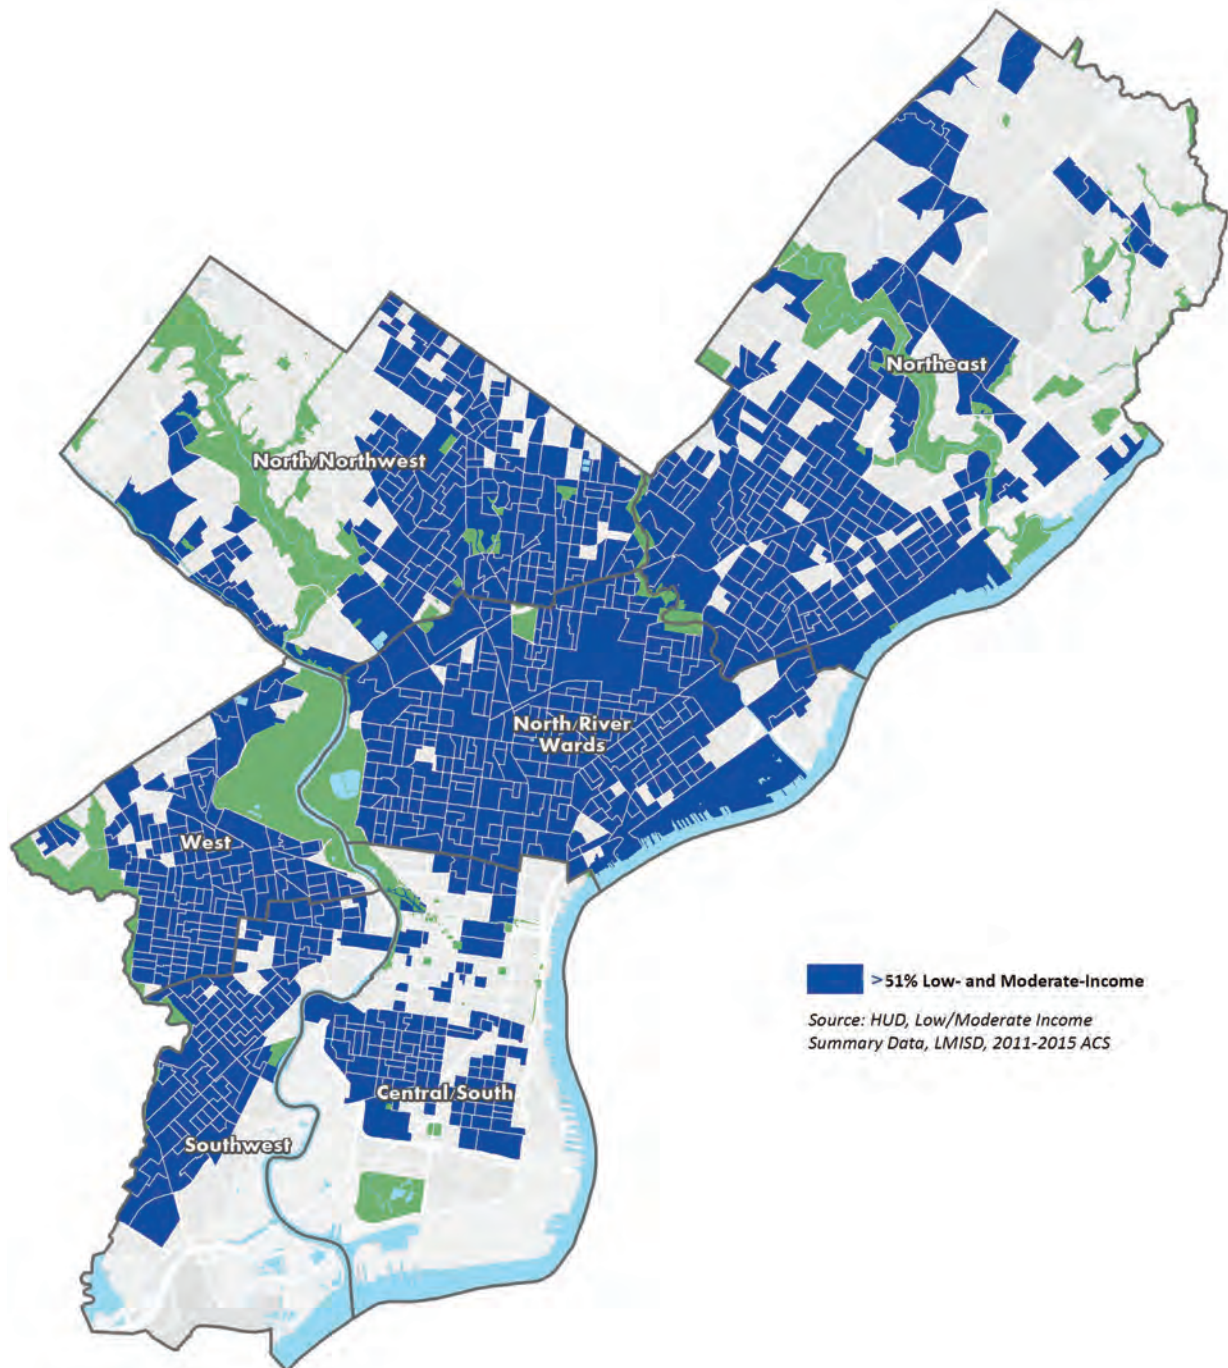 Northeast
North/Northwest
North/River
Wards
West
>51% Low- and Moderate-Income
Source: HUD, Low/Moderate Income
Summary Data, LMISD, 2011-2015 ACS
Central/South
Southwest